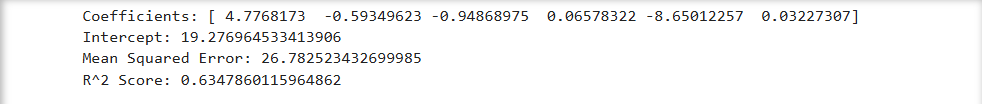 Coefficients: [ 4.7768173  -0.59349623 -0.94868975  0.06578322 -8.65012257  0.03227307]
Intercept: 19.276964533413906
Mean Squared Error: 26.782523432699985
R^2 Score: 0.6347860115964862